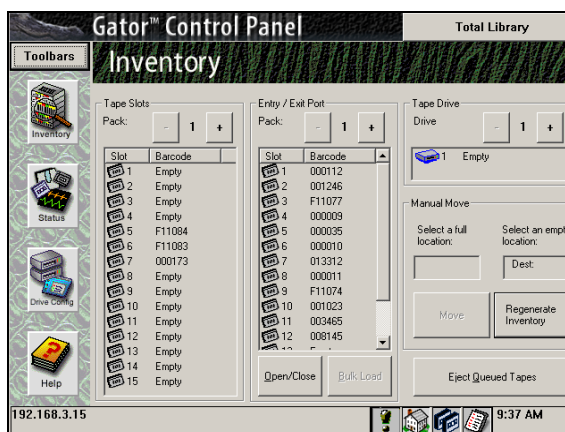 Gator™ Control Panel
Total Library
Toolbars
Inventory
Inventory
Status
Drive Config
Help
Tape Slots
Pack:
-
1
+
Slot Barcode
1 Empty
2 Empty
3 Empty
4 Empty
5 F11084
6 F11083
7 000173
8 Empty
9 Empty
10 Empty
11 Empty
12 Empty
13 Empty
14 Empty
15 Empty
Entry / Exit Port
Pack:
-
1
+
Slot Barcode
1 000112
2 001246
3 F11077
4 000009
5 000035
6 000010
7 013312
8 000011
9 F11074
10 001023
11 003465
12 008145
Open/Close
Bulk Load
Tape Drive
Drive
-
1
+
1 Empty
Manual Move
Select a full
location:
Select an empt
location:
Dest:
Move
Regenerate
Inventory
Eject Queued Tapes
192.168.3.15
9:37 AM